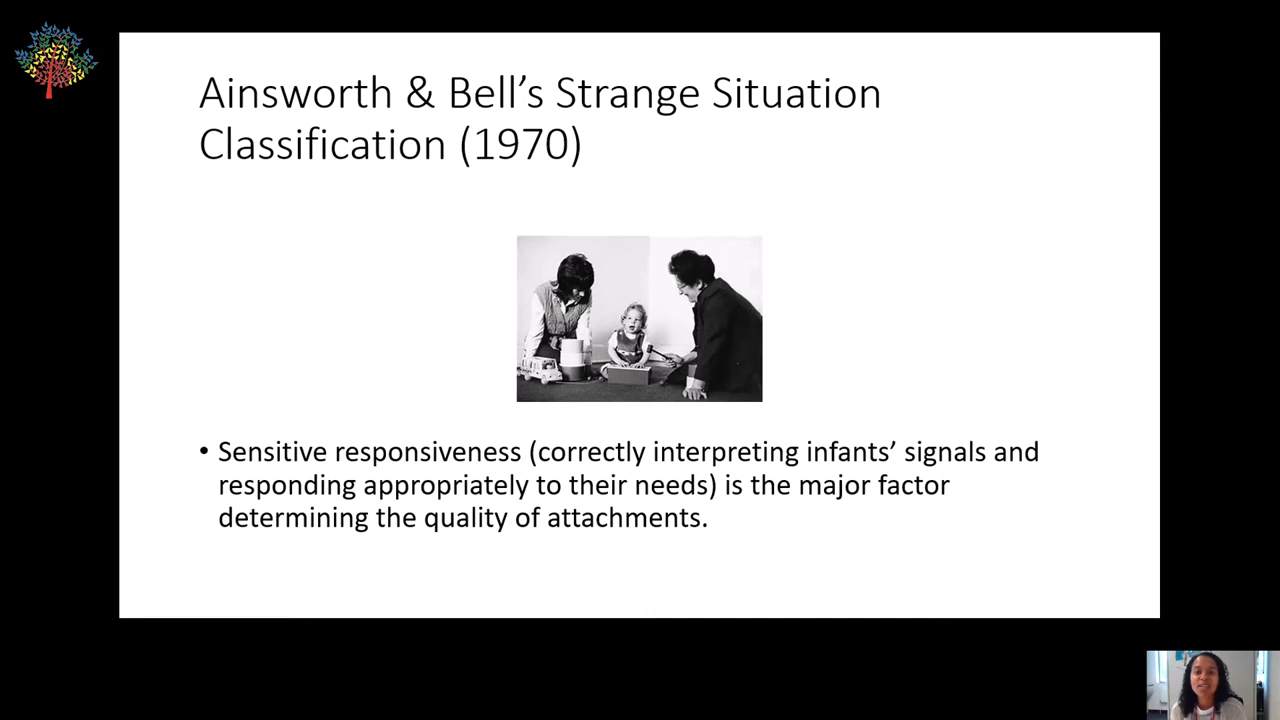 Ainsworth & Bell’s Strange Situation
Classification (1970)
• Sensitive responsiveness (correctly interpreting infants’ signals and
responding appropriately to their needs) is the major factor
determining the quality of attachments.